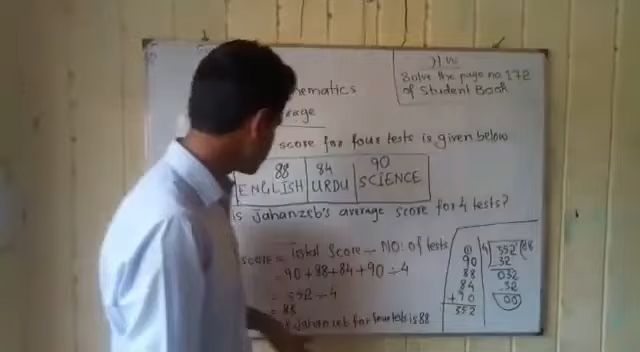 H.W
Solve the page no 172
of Student Book
ematics
rage
score for four tests is given below
88 84 90
ENGLISH URDU SCIENCE
is Jahanzeb's average score for 4 tests?
score = Total Score ÷ NO: of tests
= 90+88+84+90 ÷ 4
= 352 ÷ 4
= 88
Jahanzeb for four tests is 88
90
88
84
+90
352
4 352 88
32
032
32
00